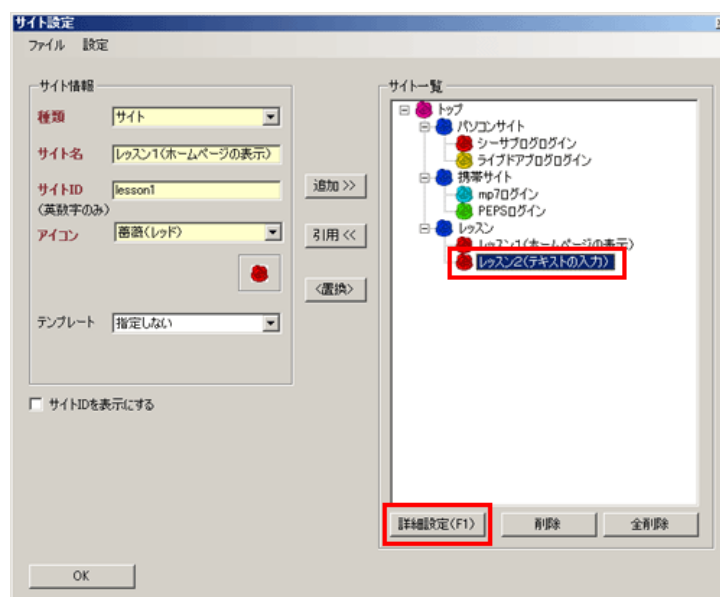 サイト設定
ファイル 設定
サイト情報
種類 サイト
サイト名 レッスン1(ホームページの表示)
サイトID lesson1
(英数字のみ)
アイコン 薔薇(レッド)
テンプレート 指定しない
サイトIDを表示にする
追加 >>
引用 <<
<置換>
サイト一覧
トップ
パソコンサイト
シーサブログログイン
ライブドアブログログイン
携帯サイト
mp7ログイン
PEPSログイン
レッスン
レッスン1(ホームページの表示)
レッスン2(テキストの入力)
詳細設定(F1) 削除 全削除
OK